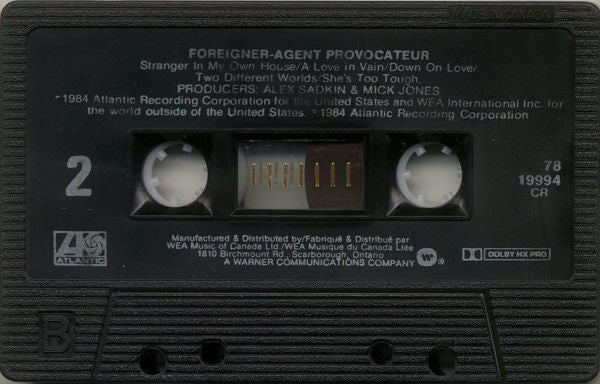 MADE IN CANADA
FOREIGNER-AGENT PROVOCATEUR
Stranger In My Own House/A Love In Vain/Down On Love/
Two Different Worlds/She's Too Tough.
PRODUCERS: ALEX SADKIN & MICK JONES
℗1984 Atlantic Recording Corporation for the United States and WEA International Inc. for
the world outside of the United States. ©1984 Atlantic Recording Corporation
2
78
19994
CR
ATLANTIC
Manufactured & Distributed by/Fabriqué & Distribué par
WEA Music of Canada Ltd./WEA Musique du Canada Ltée
1810 Birchmount Rd., Scarborough, Ontario
A WARNER COMMUNICATIONS COMPANY
DOLBY HX PRO
B